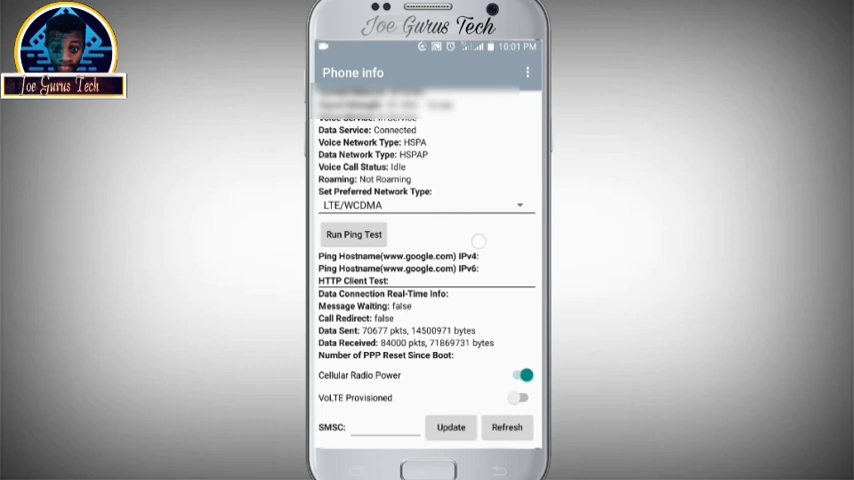 Joe Gurus Tech
Joe Gurus Tech
10:01 PM
Phone info
Voice Service: In Service
Data Service: Connected
Voice Network Type: HSPA
Data Network Type: HSPAP
Voice Call Status: Idle
Roaming: Not Roaming
Set Preferred Network Type:
LTE/WCDMA
Run Ping Test
Ping Hostname(www.google.com) IPv4:
Ping Hostname(www.google.com) IPv6:
HTTP Client Test:
Data Connection Real-Time Info:
Message Waiting: false
Call Redirect: false
Data Sent: 70677 pkts, 14500971 bytes
Data Received: 84000 pkts, 71869731 bytes
Number of PPP Reset Since Boot:
Cellular Radio Power
VoLTE Provisioned
SMSC: Update Refresh